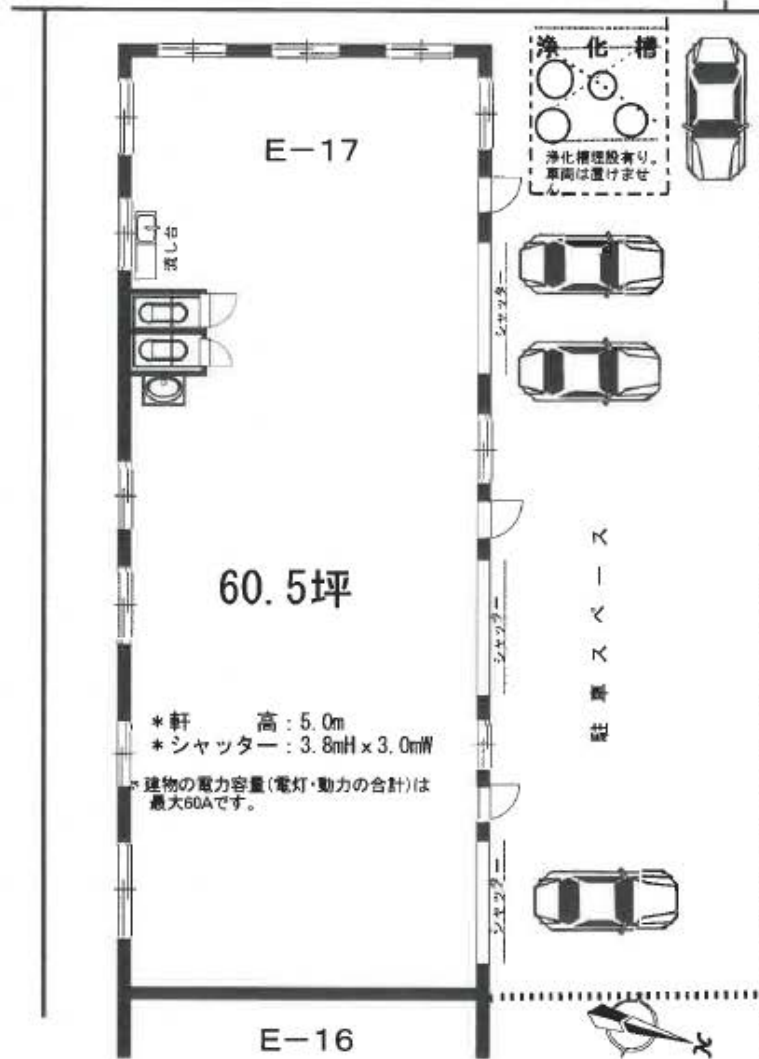 浄化槽
E-17
浄化槽埋設有り。
車両は置けませ
ん。
流し台
シャッター
60.5坪
シャッター
駐車スペース
*軒　　高:5.0m
*シャッター:3.8mH x 3.0mW
*建物の電力容量(電灯・動力の合計)は
最大60Aです。
シャッター
E-16